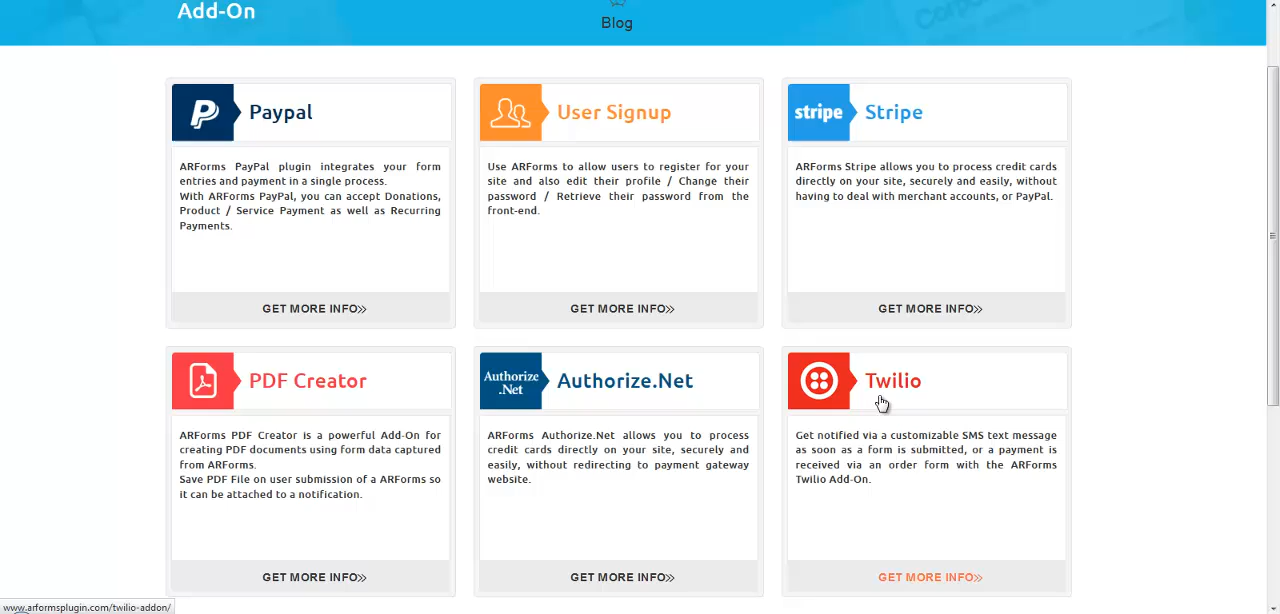 Add-On
Blog
Paypal
ARForms PayPal plugin integrates your form
entries and payment in a single process.
With ARForms PayPal, you can accept Donations,
Product / Service Payment as well as Recurring
Payments.
GET MORE INFO»
User Signup
Use ARForms to allow users to register for your
site and also edit their profile / Change their
password / Retrieve their password from the
front-end.
GET MORE INFO»
stripe
Stripe
ARForms Stripe allows you to process credit cards
directly on your site, securely and easily, without
having to deal with merchant accounts, or PayPal.
GET MORE INFO»
PDF Creator
ARForms PDF Creator is a powerful Add-On for
creating PDF documents using form data captured
from ARForms.
Save PDF File on user submission of a ARForms so
it can be attached to a notification.
GET MORE INFO»
Authorize
.Net
Authorize.Net
ARForms Authorize.Net allows you to process
credit cards directly on your site, securely and
easily, without redirecting to payment gateway
website.
GET MORE INFO»
Twilio
Get notified via a customizable SMS text message
as soon as a form is submitted, or a payment is
received via an order form with the ARForms
Twilio Add-On.
GET MORE INFO»
www.arformsplugin.com/twilio-addon/